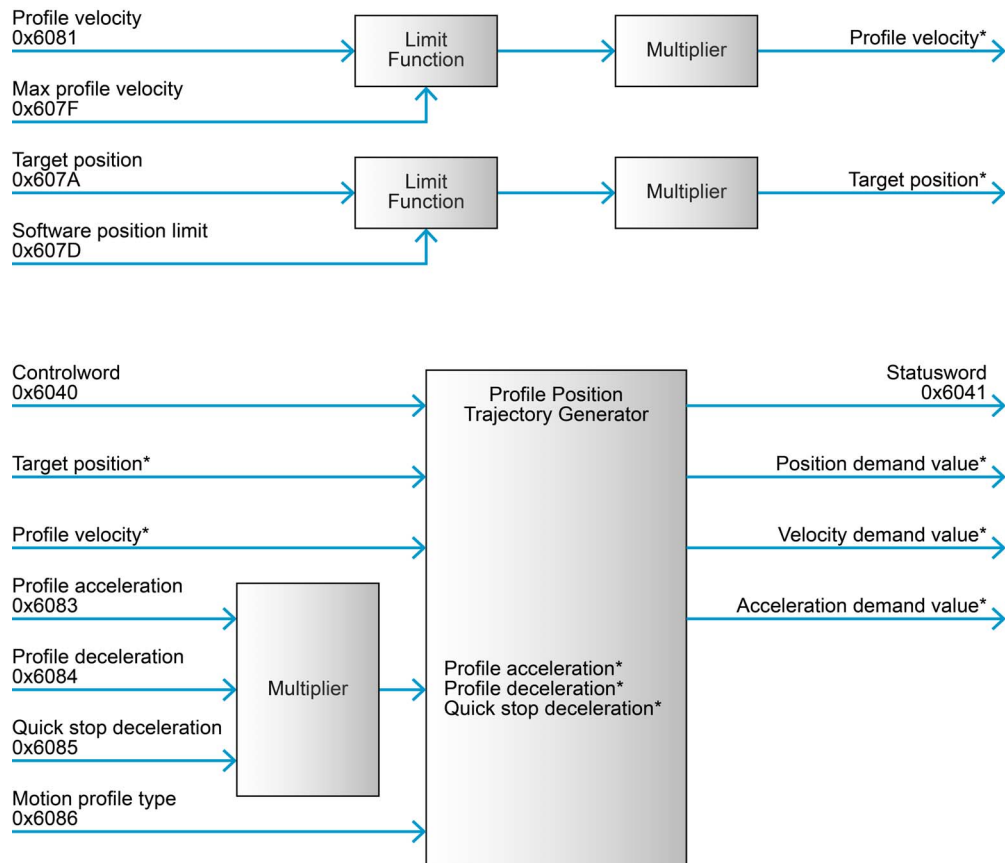 Profile velocity
0x6081
Limit
Function
Multiplier
Profile velocity*
Max profile velocity
0x607F
Target position
0x607A
Limit
Function
Multiplier
Target position*
Software position limit
0x607D
Controlword
0x6040
Profile Position
Trajectory Generator
Statusword
0x6041
Target position*
Position demand value*
Profile velocity*
Velocity demand value*
Profile acceleration
0x6083
Acceleration demand value*
Profile deceleration
0x6084
Multiplier
Profile acceleration*
Profile deceleration*
Quick stop deceleration*
Quick stop deceleration
0x6085
Motion profile type
0x6086